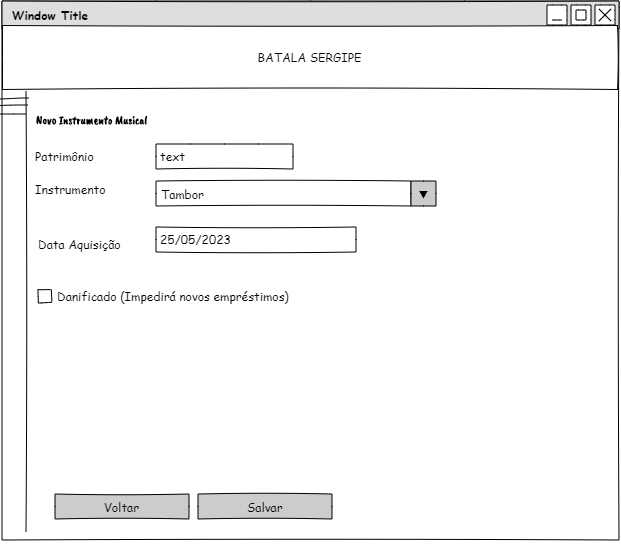 Window Title
BATALA SERGIPE
Novo Instrumento Musical
Patrimônio text
Instrumento Tambor
Data Aquisição 25/05/2023
Danificado (Impedirá novos empréstimos)
Voltar Salvar